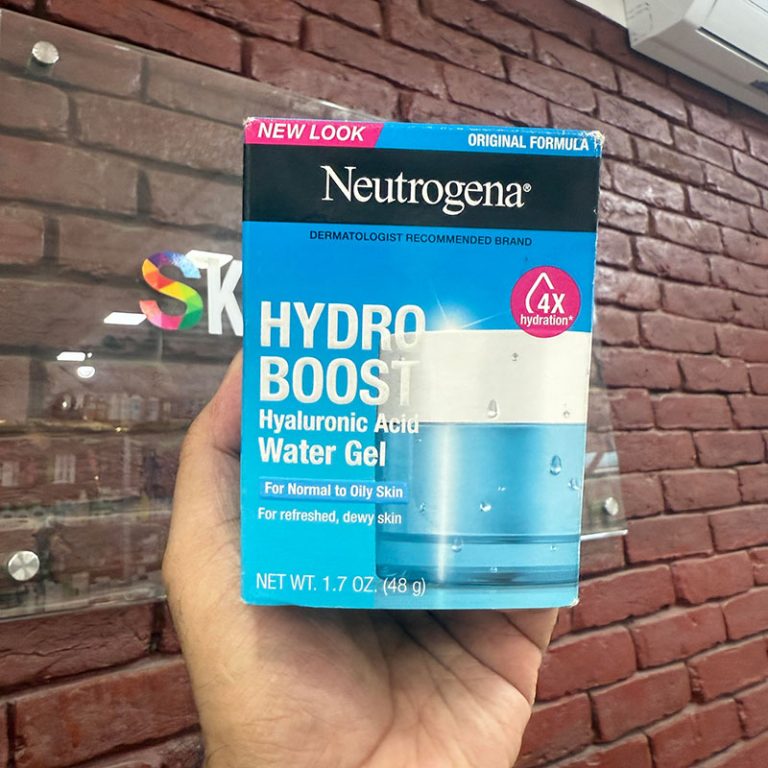 NEW LOOK
ORIGINAL FORMULA
Neutrogena®
DERMATOLOGIST RECOMMENDED BRAND
4X
hydration*
HYDRO
BOOST
Hyaluronic Acid
Water Gel
For Normal to Oily Skin
For refreshed, dewy skin
NET WT. 1.7 OZ. (48 g)
SK